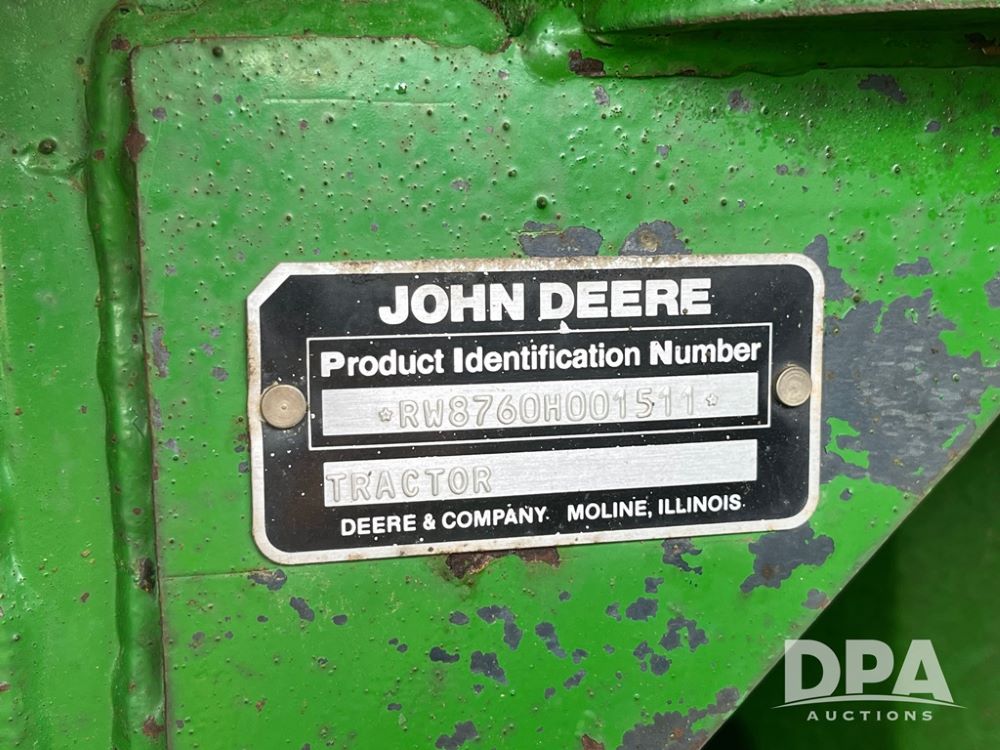 JOHN DEERE
Product Identification Number
*RW8760H001511*
TRACTOR
DEERE & COMPANY. MOLINE, ILLINOIS.
DPA
AUCTIONS